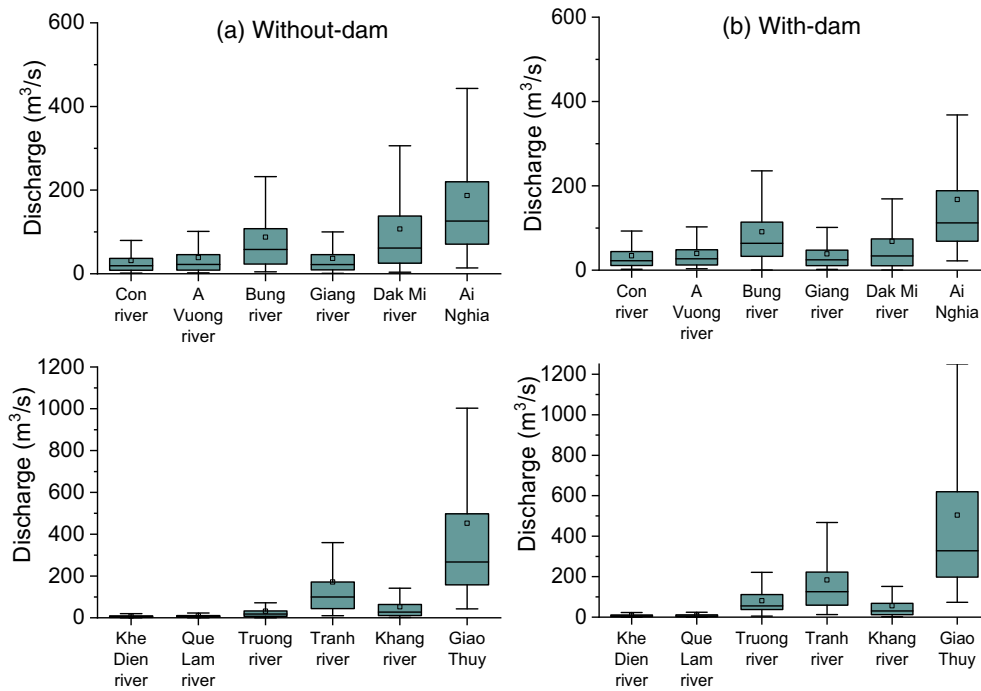 (a) Without-dam
Discharge (m³/s)
600
400
200
0
Con
river
A
Vuong
river
Bung
river
Giang
river
Dak Mi
river
Ai
Nghia
(b) With-dam
Discharge (m³/s)
600
400
200
0
Con
river
A
Vuong
river
Bung
river
Giang
river
Dak Mi
river
Ai
Nghia
Discharge (m³/s)
1200
1000
800
600
400
200
0
Khe
Dien
river
Que
Lam
river
Truong
river
Tranh
river
Khang
river
Giao
Thuy
Discharge (m³/s)
1200
1000
800
600
400
200
0
Khe
Dien
river
Que
Lam
river
Truong
river
Tranh
river
Khang
river
Giao
Thuy